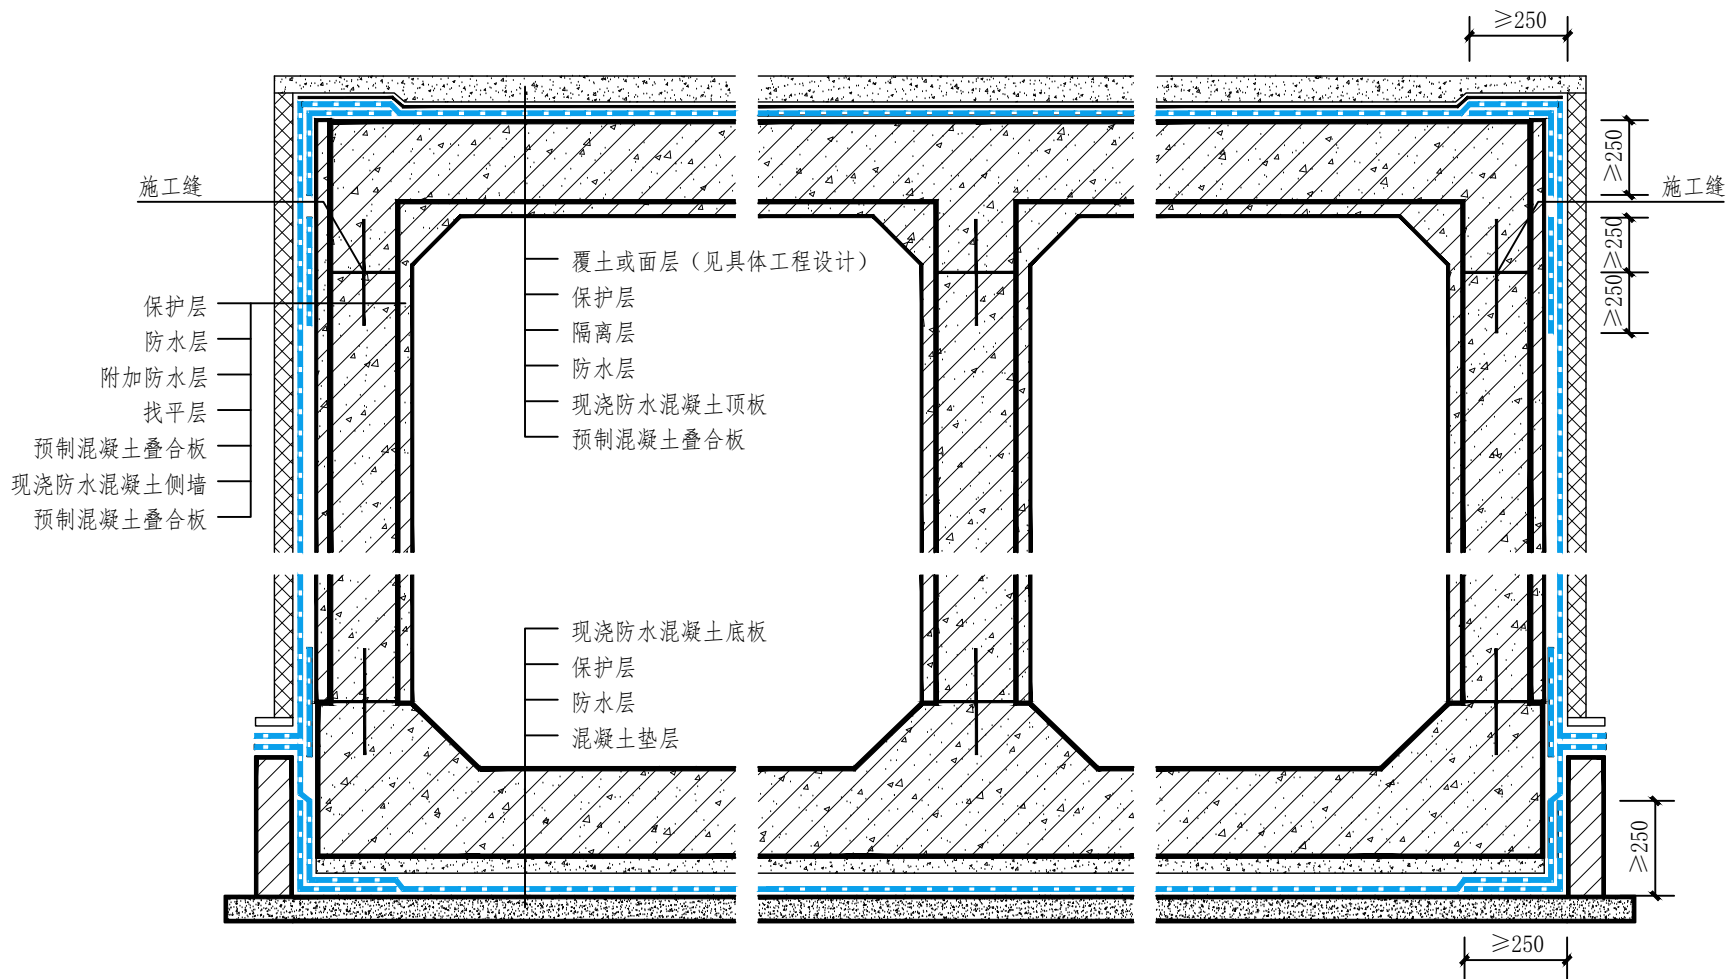 ≥250
施工缝
≥250
施工缝
≥250
≥250
覆土或面层（见具体工程设计）
保护层
隔离层
防水层
现浇防水混凝土顶板
预制混凝土叠合板
保护层
防水层
附加防水层
找平层
预制混凝土叠合板
现浇防水混凝土侧墙
预制混凝土叠合板
现浇防水混凝土底板
保护层
防水层
混凝土垫层
≥250
≥250